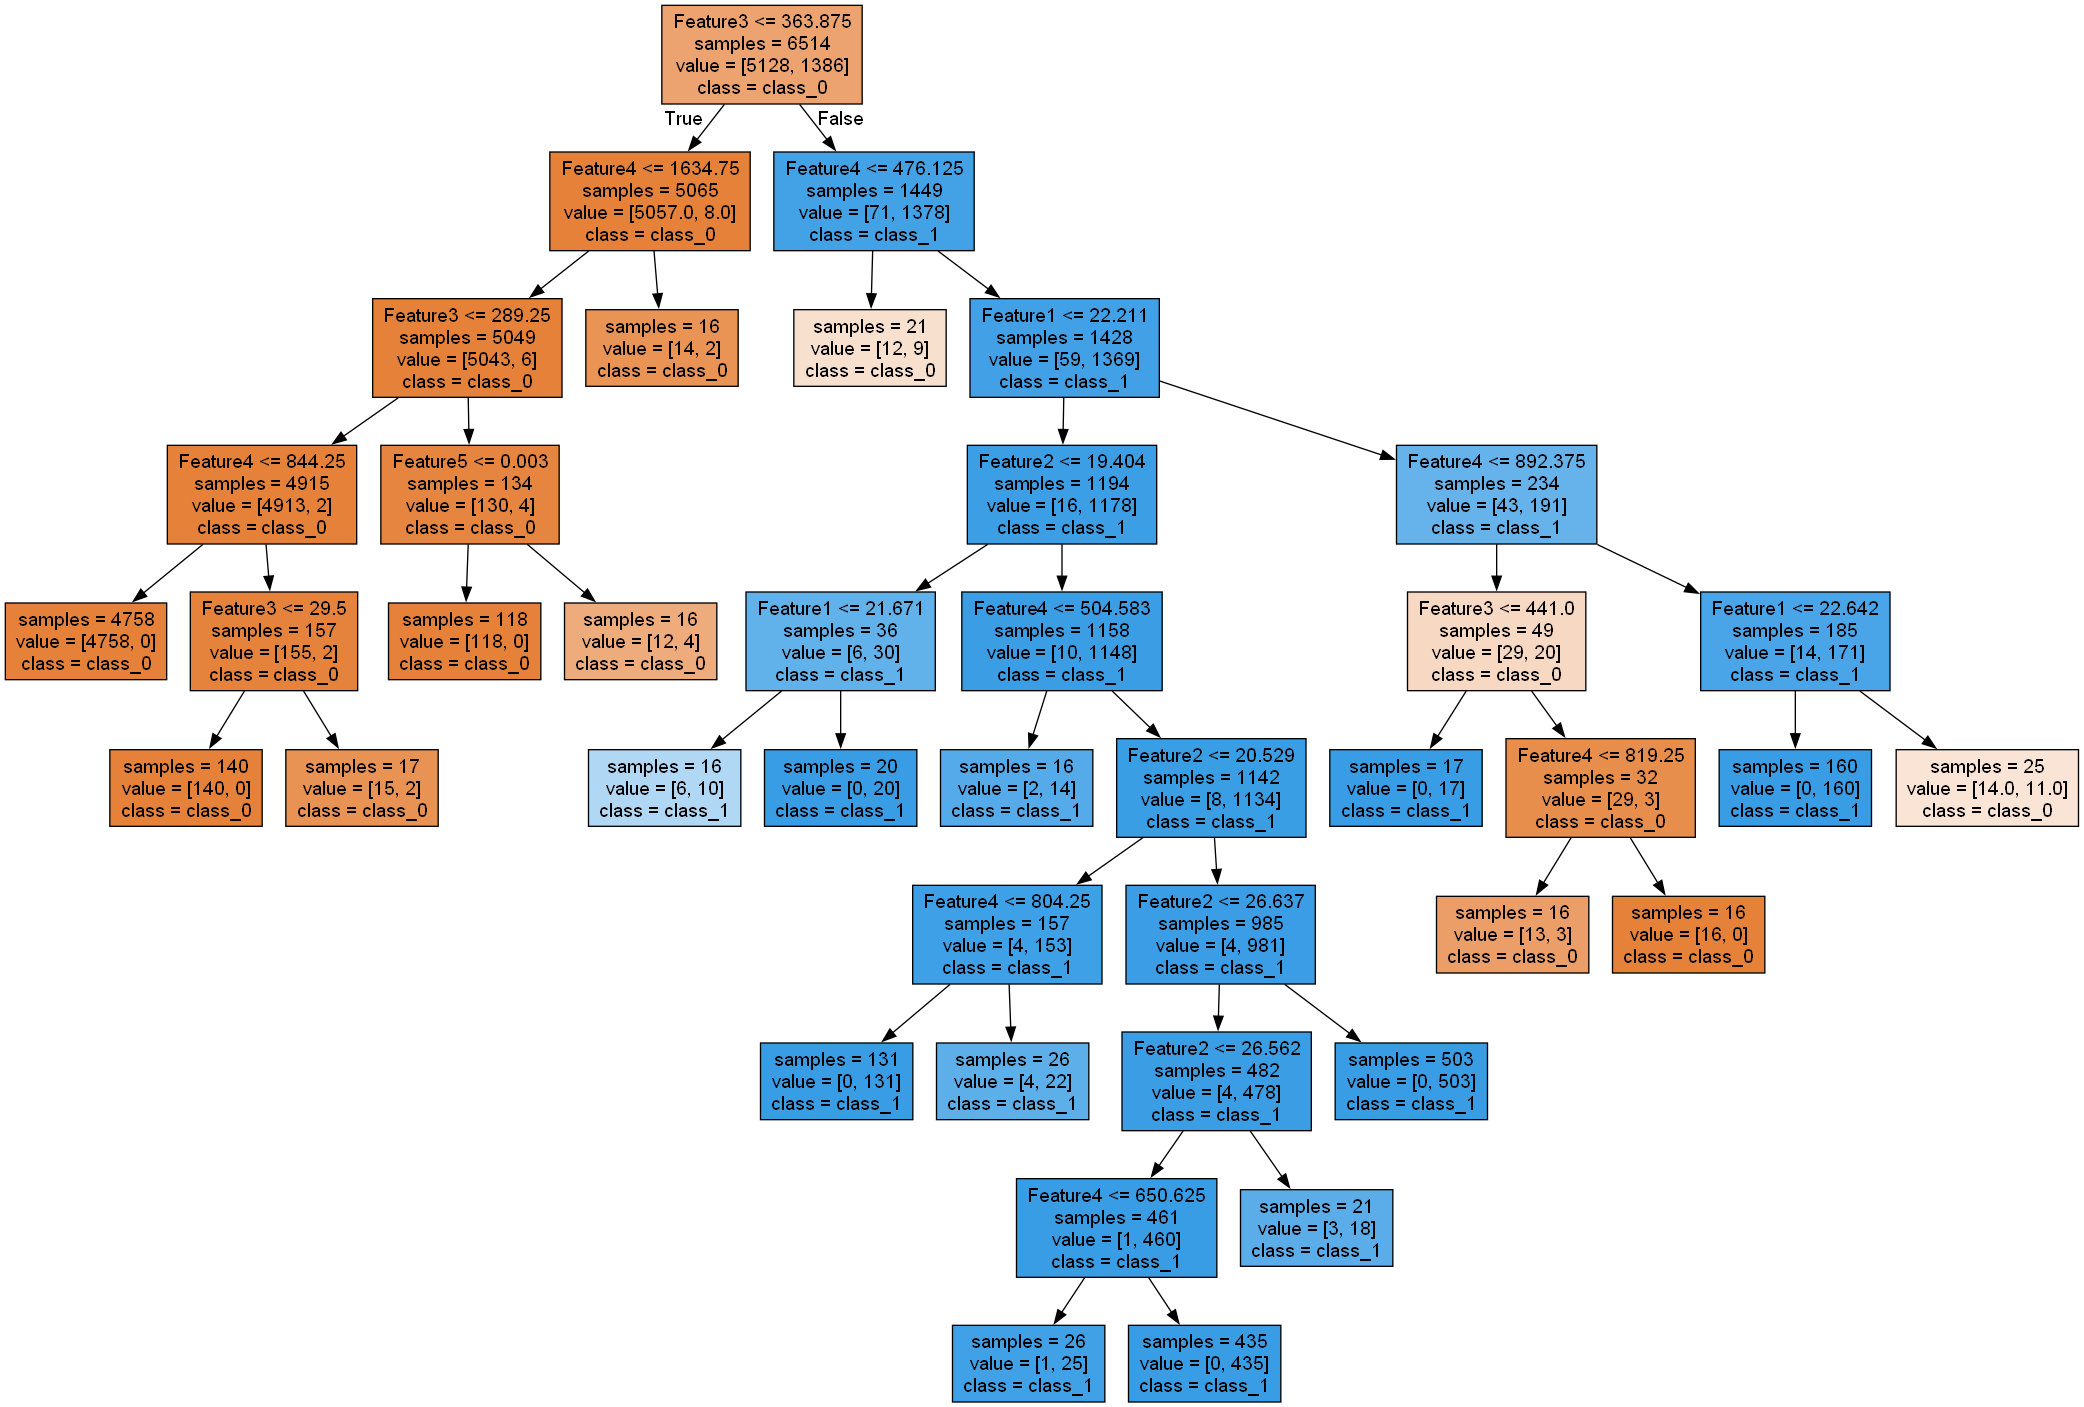 Feature3 <= 363.875
samples = 6514
value = [5128, 1386]
class = class_0
True
False
Feature4 <= 1634.75
samples = 5065
value = [5057.0, 8.0]
class = class_0
Feature4 <= 476.125
samples = 1449
value = [71, 1378]
class = class_1
Feature3 <= 289.25
samples = 5049
value = [5043, 6]
class = class_0
samples = 16
value = [14, 2]
class = class_0
samples = 21
value = [12, 9]
class = class_0
Feature1 <= 22.211
samples = 1428
value = [59, 1369]
class = class_1
Feature4 <= 844.25
samples = 4915
value = [4913, 2]
class = class_0
Feature5 <= 0.003
samples = 134
value = [130, 4]
class = class_0
Feature2 <= 19.404
samples = 1194
value = [16, 1178]
class = class_1
Feature4 <= 892.375
samples = 234
value = [43, 191]
class = class_1
samples = 4758
value = [4758, 0]
class = class_0
Feature3 <= 29.5
samples = 157
value = [155, 2]
class = class_0
samples = 118
value = [118, 0]
class = class_0
samples = 16
value = [12, 4]
class = class_0
Feature1 <= 21.671
samples = 36
value = [6, 30]
class = class_1
Feature4 <= 504.583
samples = 1158
value = [10, 1148]
class = class_1
Feature3 <= 441.0
samples = 49
value = [29, 20]
class = class_0
Feature1 <= 22.642
samples = 185
value = [14, 171]
class = class_1
samples = 140
value = [140, 0]
class = class_0
samples = 17
value = [15, 2]
class = class_0
samples = 16
value = [6, 10]
class = class_1
samples = 20
value = [0, 20]
class = class_1
samples = 16
value = [2, 14]
class = class_1
Feature2 <= 20.529
samples = 1142
value = [8, 1134]
class = class_1
samples = 17
value = [0, 17]
class = class_1
Feature4 <= 819.25
samples = 32
value = [29, 3]
class = class_0
samples = 160
value = [0, 160]
class = class_1
samples = 25
value = [14.0, 11.0]
class = class_0
Feature4 <= 804.25
samples = 157
value = [4, 153]
class = class_1
Feature2 <= 26.637
samples = 985
value = [4, 981]
class = class_1
samples = 16
value = [13, 3]
class = class_0
samples = 16
value = [16, 0]
class = class_0
samples = 131
value = [0, 131]
class = class_1
samples = 26
value = [4, 22]
class = class_1
Feature2 <= 26.562
samples = 482
value = [4, 478]
class = class_1
samples = 503
value = [0, 503]
class = class_1
Feature4 <= 650.625
samples = 461
value = [1, 460]
class = class_1
samples = 21
value = [3, 18]
class = class_1
samples = 26
value = [1, 25]
class = class_1
samples = 435
value = [0, 435]
class = class_1